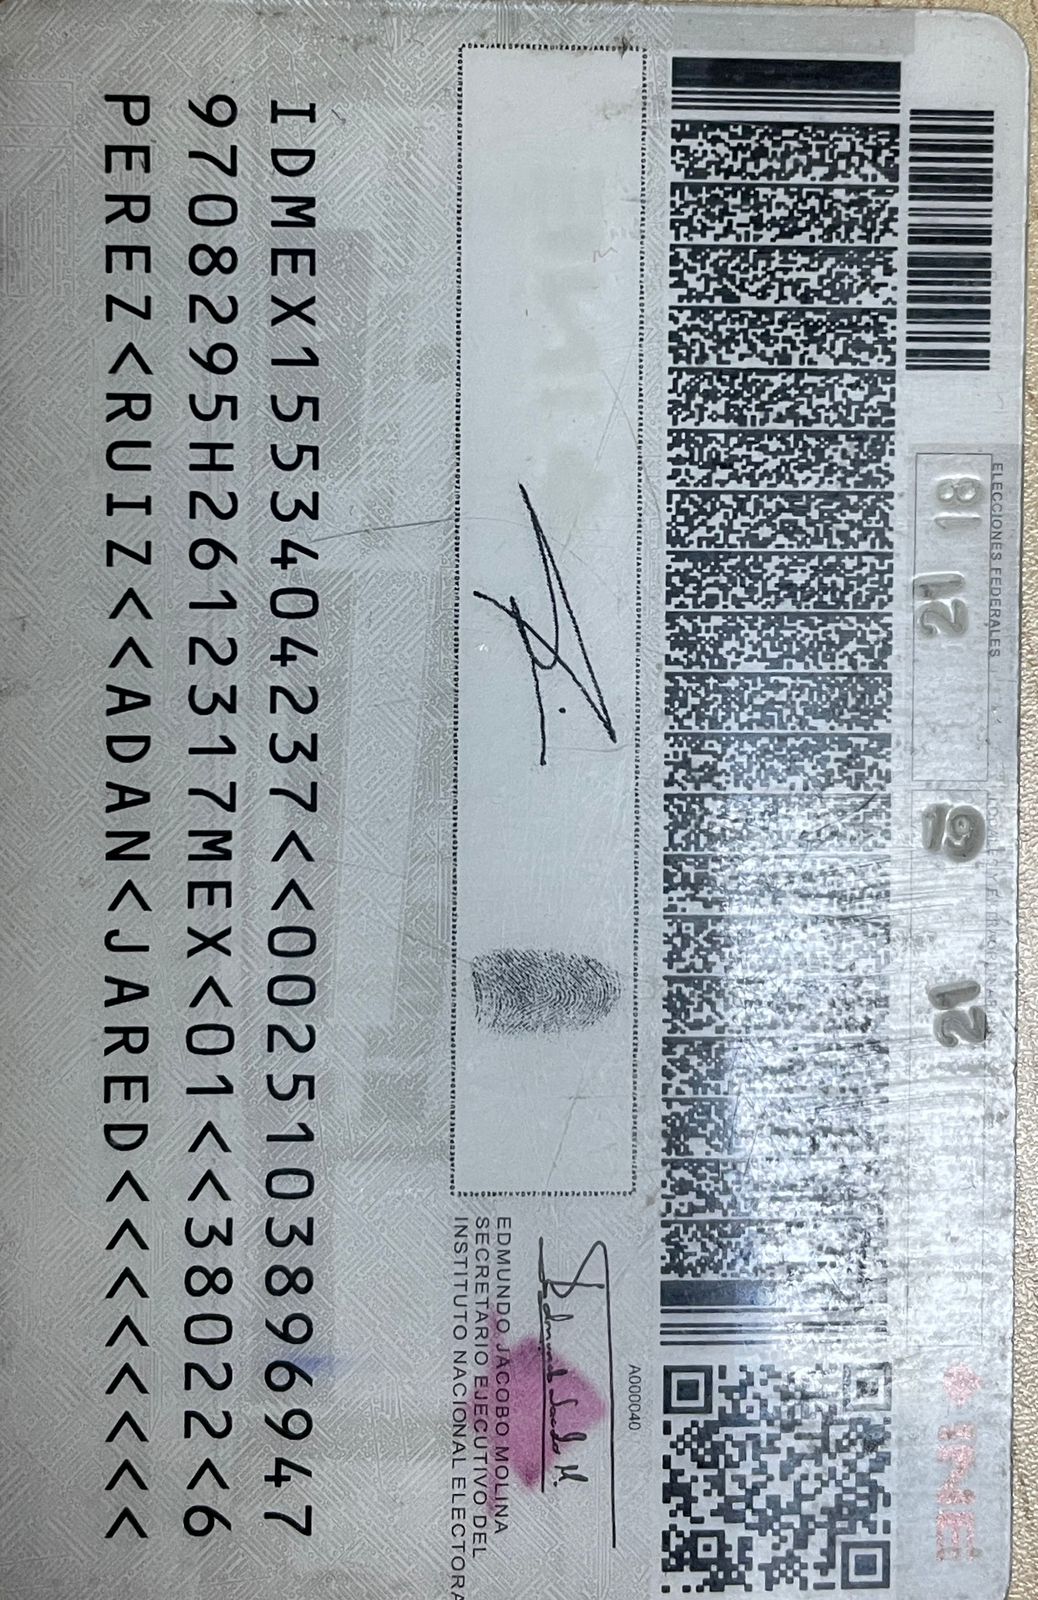 ELECCIONES FEDERALES
18 21
19 21
INE
A000040
EDMUNDO JACOBO MOLINA
SECRETARIO EJECUTIVO DEL
INSTITUTO NACIONAL ELECTORA
IDMEX1553404237<<0025103896947
9708295H2612317MEX<01<<38022<6
PEREZ<RUIZ<<ADAN<JARED<<<<<<<<